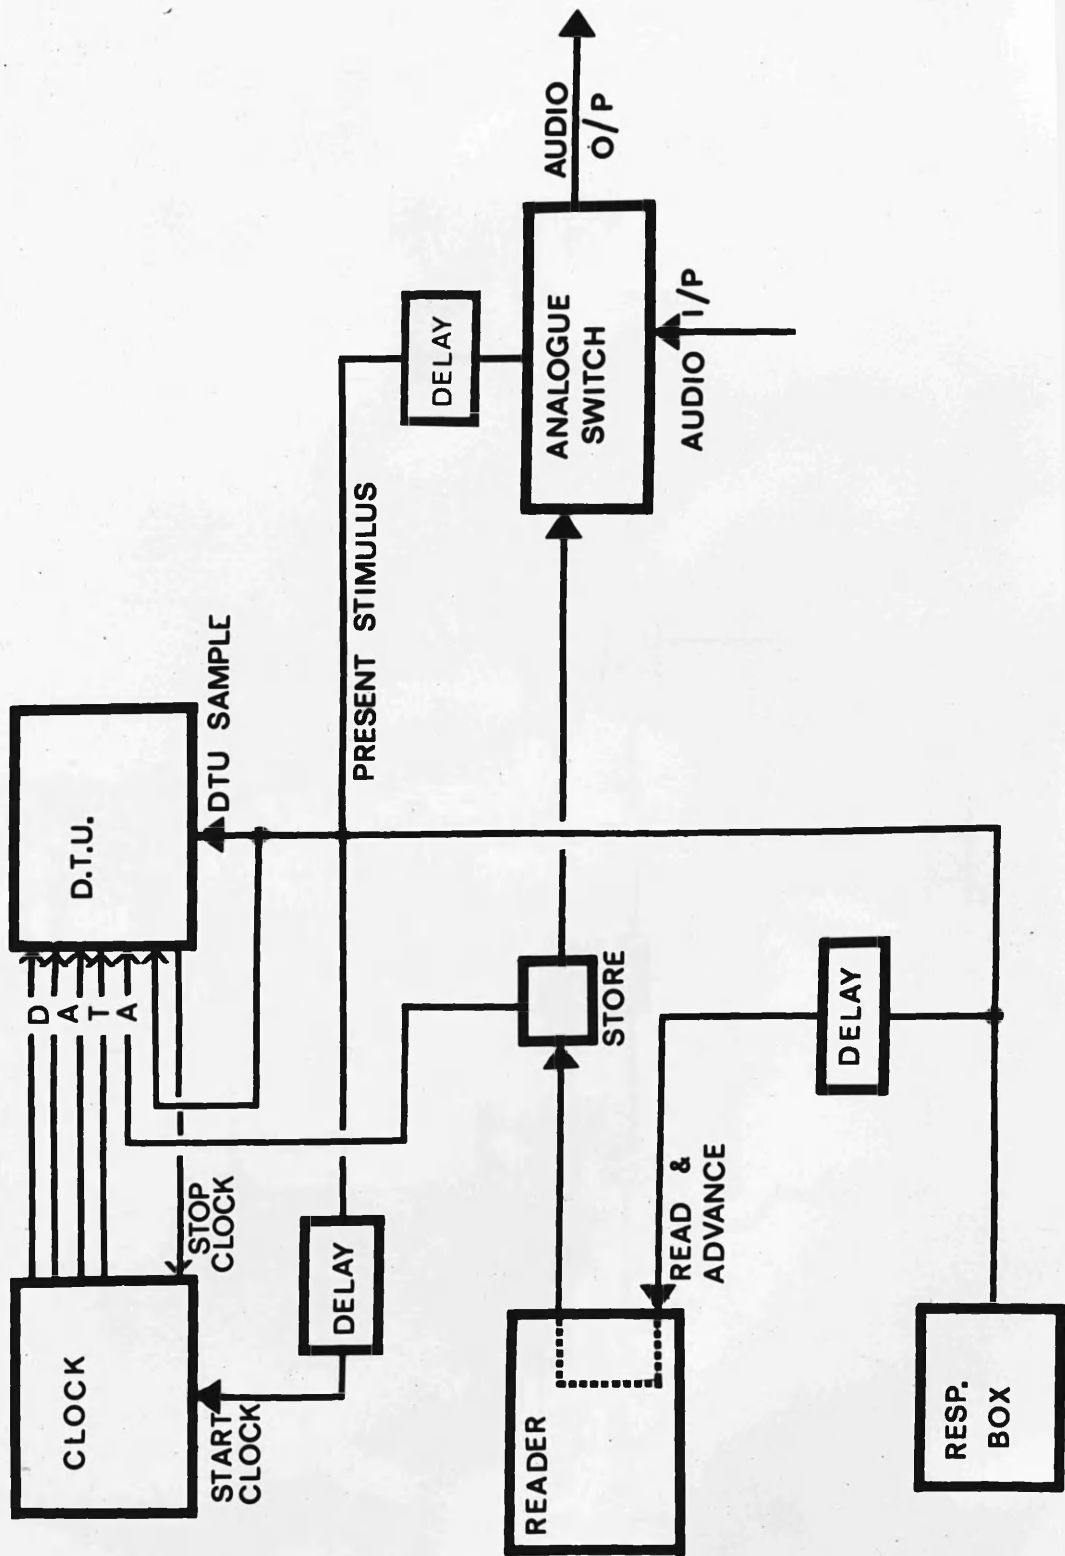 CLOCK
START
CLOCK
STOP
CLOCK
D
A
T
A
D.T.U.
DTU SAMPLE
DELAY
PRESENT STIMULUS
DELAY
READER
READ &
ADVANCE
STORE
ANALOGUE
SWITCH
AUDIO
O/P
AUDIO I/P
DELAY
RESP.
BOX